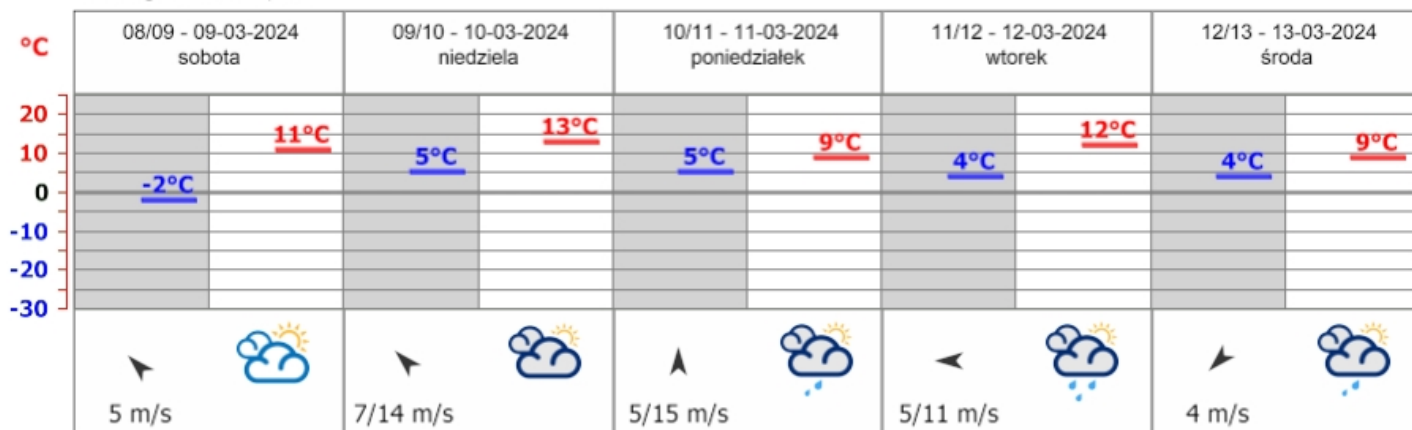 °C
08/09 - 09-03-2024
sobota
09/10 - 10-03-2024
niedziela
10/11 - 11-03-2024
poniedziałek
11/12 - 12-03-2024
wtorek
12/13 - 13-03-2024
środa
20
10
0
-10
-20
-30
-2°C
11°C
5°C
13°C
5°C
9°C
4°C
12°C
4°C
9°C
5 m/s
7/14 m/s
5/15 m/s
5/11 m/s
4 m/s